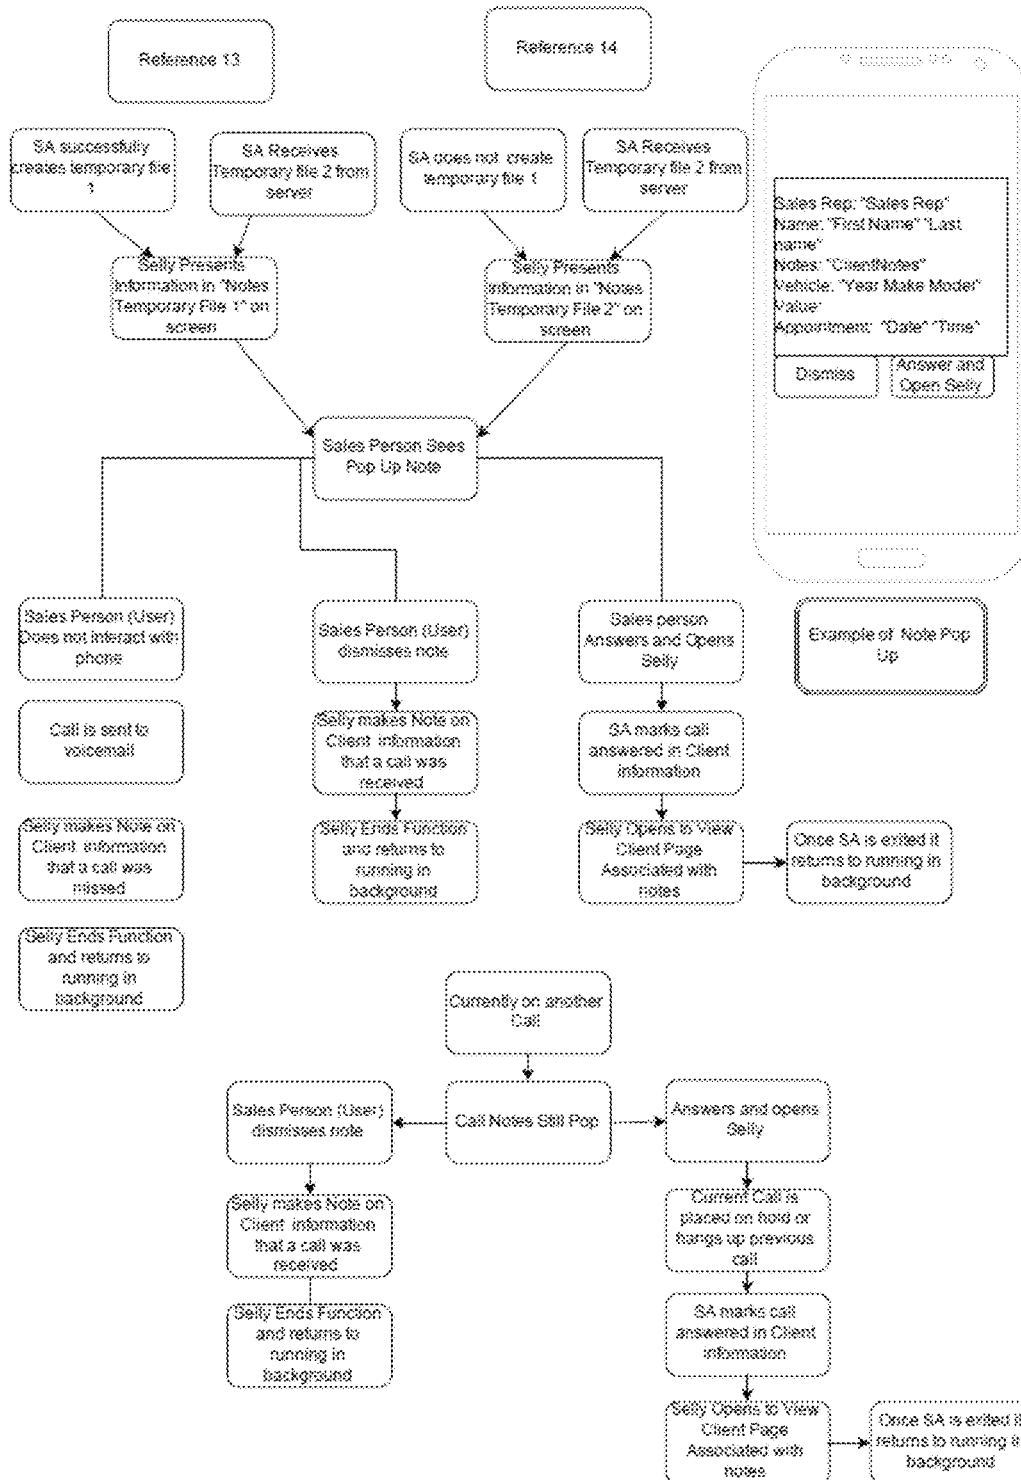 Reference 13
Reference 14
SA successfully
creates temporary file
1
SA Receives
Temporary file 2 from
server
SA does not create
temporary file 1
SA Receives
Temporary file 2 from
server
Selly Presents
Information in "Notes
Temporary File 1" on
screen
Selly Presents
Information in "Notes
Temporary File 2" on
screen
Sales Rep: "Sales Rep"
Name: "First Name" "Last
name"
Notes: "ClientNotes"
Vehicle: "Year Make Model"
Value:
Appointment: "Date" "Time"
Dismiss
Answer and
Open Selly
Sales Person Sees
Pop Up Note
Sales Person (User)
Does not interact with
phone
Sales Person (User)
dismisses note
Sales person
Answers and Opens
Selly
Example of Note Pop
Up
Call is sent to
voicemail
Selly makes Note on
Client information
that a call was
received
SA marks call
answered in Client
information
Selly makes Note on
Client information
that a call was
missed
Selly Ends Function
and returns to
running in
background
Selly Opens to View
Client Page
Associated with
notes
Once SA is exited it
returns to running in
background
Selly Ends Function
and returns to
running in
background
Currently on another
Call
Sales Person (User)
dismisses note
Call Notes Still Pop
Answers and opens
Selly
Selly makes Note on
Client information
that a call was
received
Current Call is
placed on hold or
hangs up previous
call
Selly Ends Function
and returns to
running in
background
SA marks call
answered in Client
information
Selly Opens to View
Client Page
Associated with
notes
Once SA is exited it
returns to running in
background